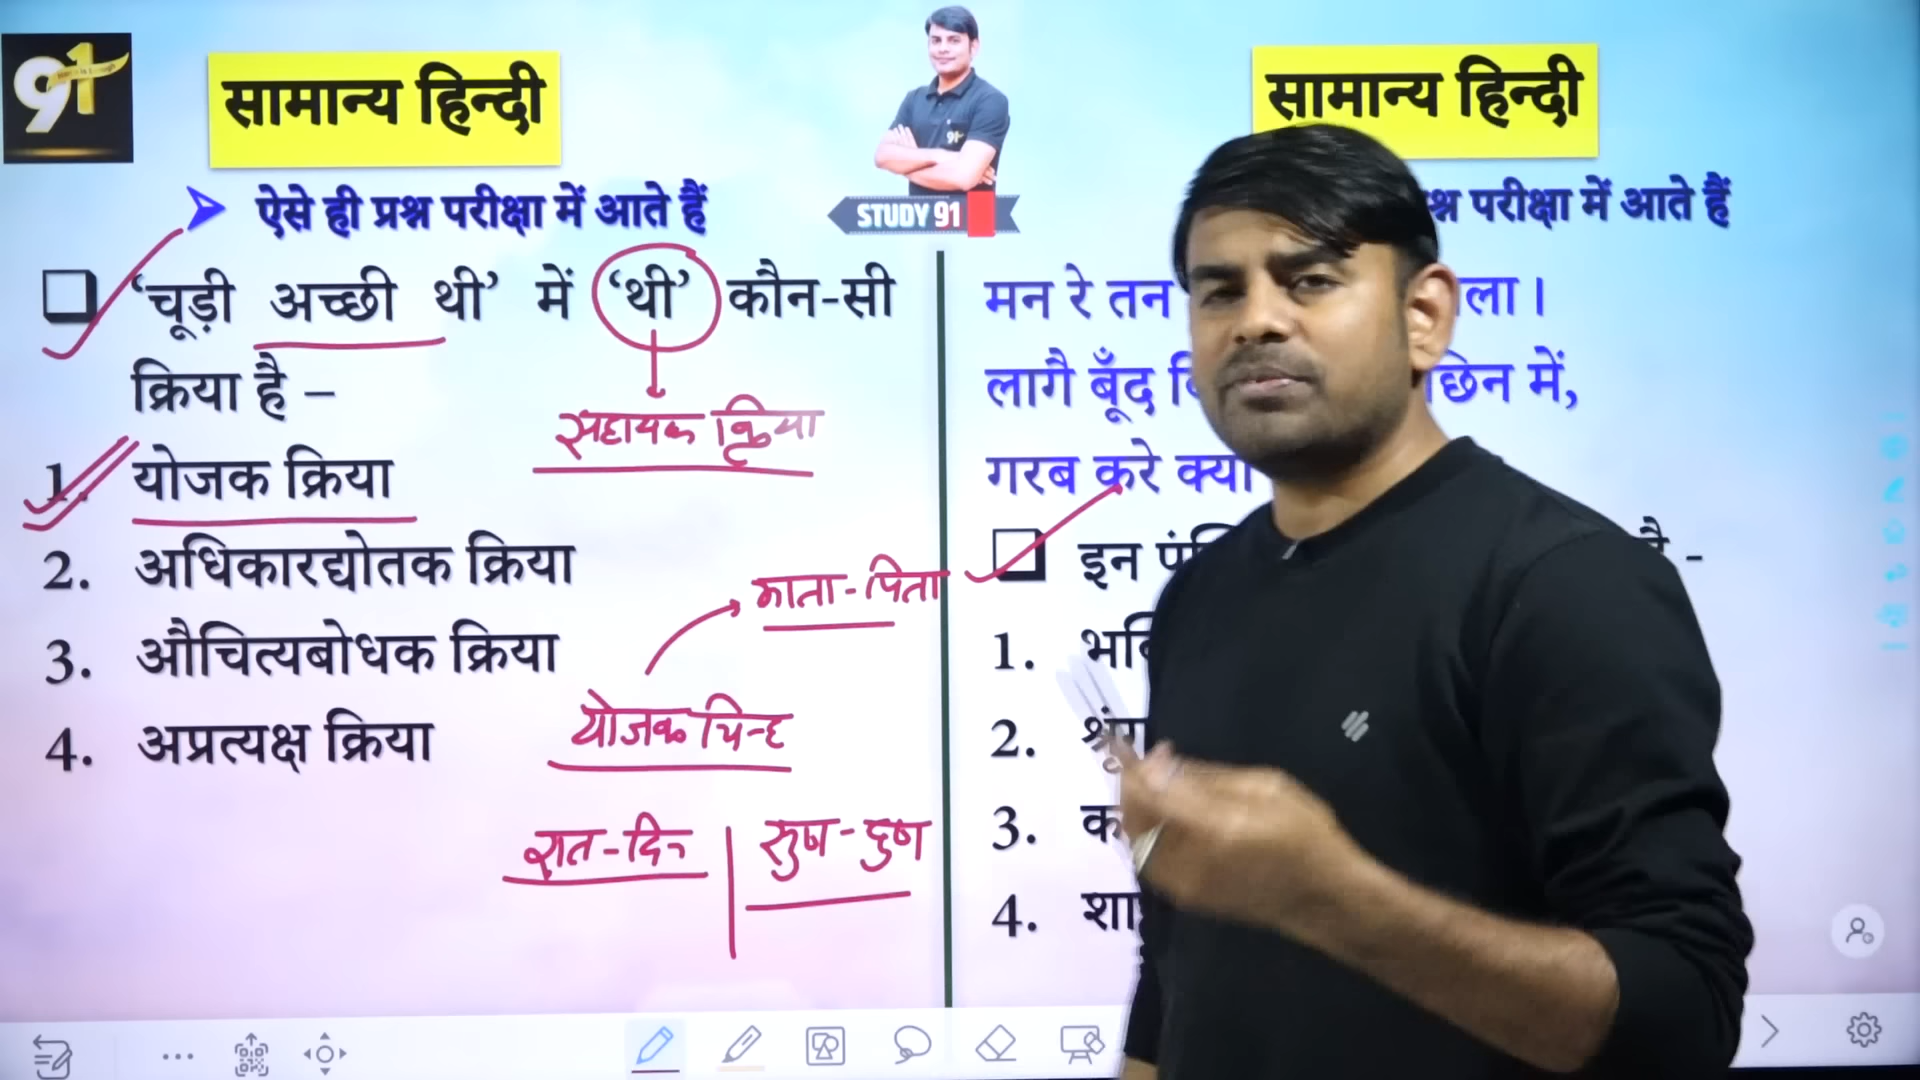 91
सामान्य हिन्दी
ऐसे ही प्रश्न परीक्षा में आते हैं
‘चूड़ी अच्छी थी’ में ‘थी’ कौन-सी
क्रिया है –
सहायक क्रिया
1. योजक क्रिया
2. अधिकारद्योतक क्रिया
3. औचित्यबोधक क्रिया
4. अप्रत्यक्ष क्रिया
माता-पिता
योजक चिन्ह
रात-दिन
सुख-दुख
STUDY 91
सामान्य हिन्दी
परीक्षा में आते हैं
मन रे तन
लागै बूँद छिन में,
गरब करे क्या
इन है -
1.
2.
3.
4.